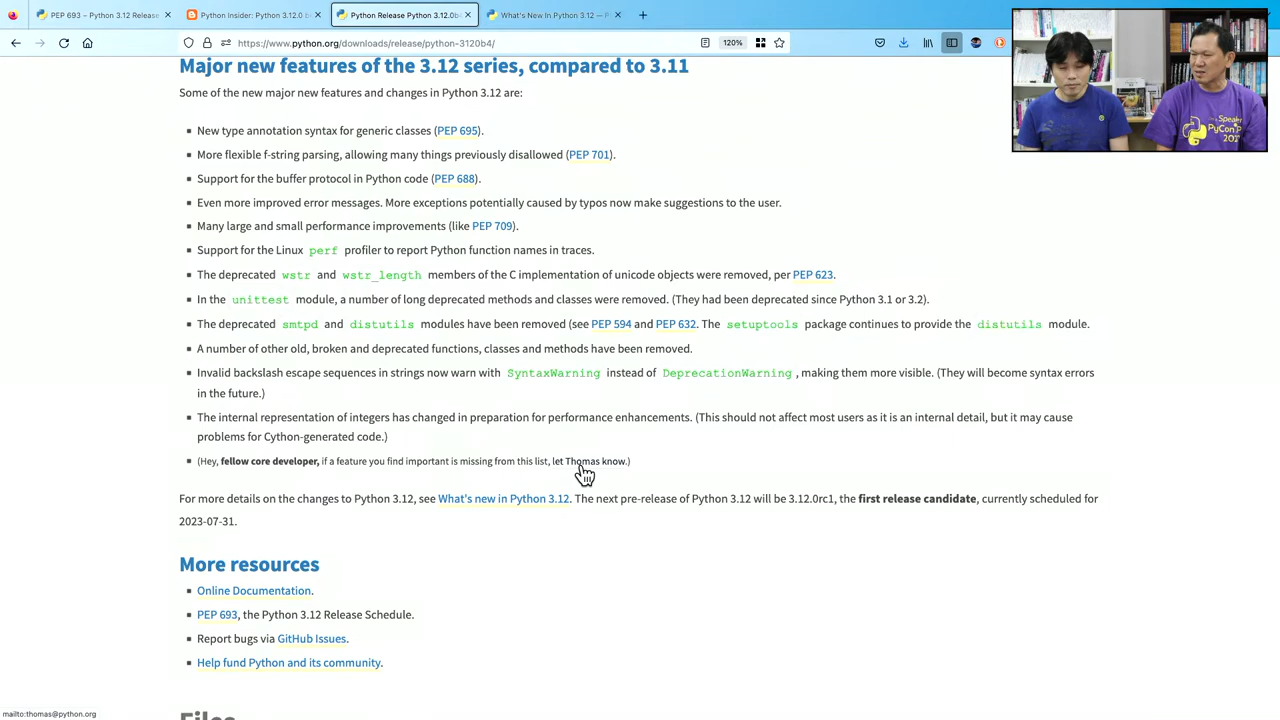 PEP 693 – Python 3.12 Release
Python Insider: Python 3.12.0 b
Python Release Python 3.12.0b
What's New In Python 3.12 — P
https://www.python.org/downloads/release/python-3120b4/
120%
Major new features of the 3.12 series, compared to 3.11
Some of the new major new features and changes in Python 3.12 are:
New type annotation syntax for generic classes (PEP 695).
More flexible f-string parsing, allowing many things previously disallowed (PEP 701).
Support for the buffer protocol in Python code (PEP 688).
Even more improved error messages. More exceptions potentially caused by typos now make suggestions to the user.
Many large and small performance improvements (like PEP 709).
Support for the Linux perf profiler to report Python function names in traces.
The deprecated wstr and wstr_length members of the C implementation of unicode objects were removed, per PEP 623.
In the unittest module, a number of long deprecated methods and classes were removed. (They had been deprecated since Python 3.1 or 3.2).
The deprecated smtpd and distutils modules have been removed (see PEP 594 and PEP 632. The setuptools package continues to provide the distutils module.
A number of other old, broken and deprecated functions, classes and methods have been removed.
Invalid backslash escape sequences in strings now warn with SyntaxWarning instead of DeprecationWarning, making them more visible. (They will become syntax errors
in the future.)
The internal representation of integers has changed in preparation for performance enhancements. (This should not affect most users as it is an internal detail, but it may cause
problems for Cython-generated code.)
(Hey, fellow core developer, if a feature you find important is missing from this list, let Thomas know.)
For more details on the changes to Python 3.12, see What's new in Python 3.12. The next pre-release of Python 3.12 will be 3.12.0rc1, the first release candidate, currently scheduled for
2023-07-31.
More resources
Online Documentation.
PEP 693, the Python 3.12 Release Schedule.
Report bugs via GitHub Issues.
Help fund Python and its community.
Files
mailto:thomas@python.org